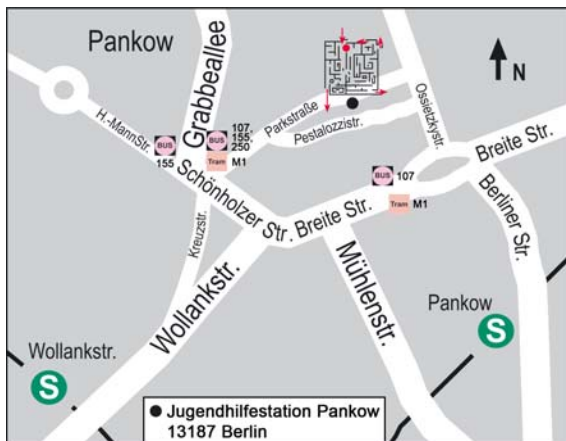 Pankow
N
Grabbeallee
H.-MannStr.
BUS
155
BUS
107
155
250
Tram M1
Parkstraße
Pestalozzistr.
Ossietzkystr.
BUS 107
Tram M1
Breite Str.
Schönholzer Str.
Breite Str.
Berliner Str.
Kreuzstr.
Wollankstr.
Mühlenstr.
Pankow
S
Wollankstr.
S
Jugendhilfestation Pankow
13187 Berlin